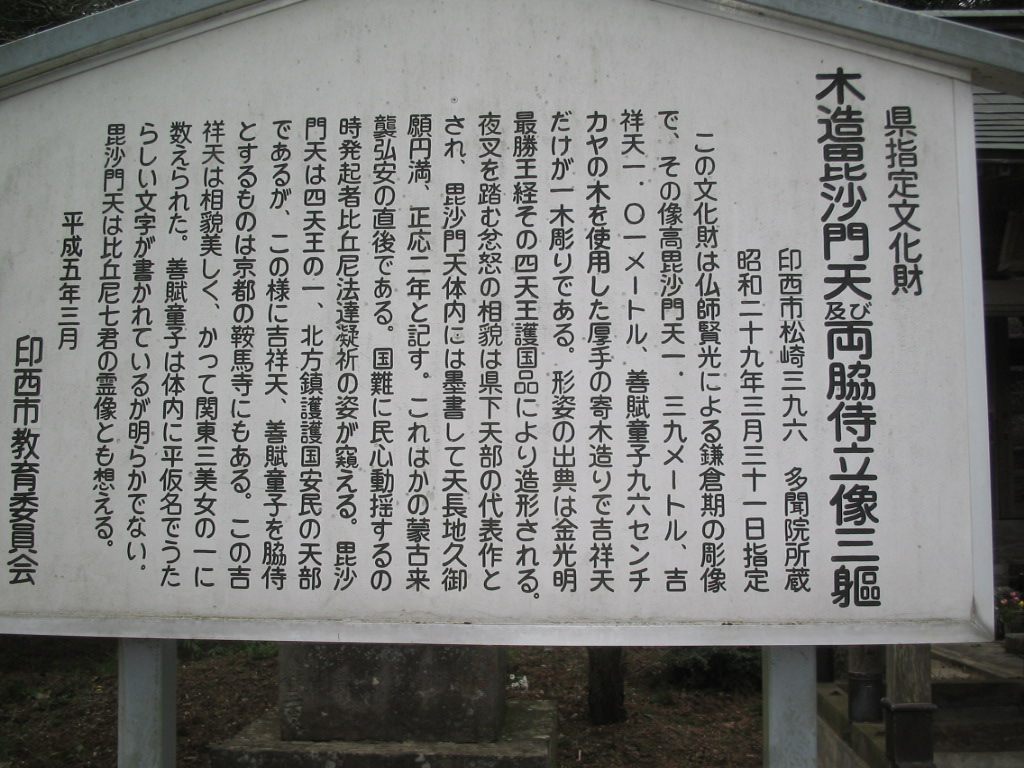 県指定文化財
木造毘沙門天及び両脇侍立像三軀
印西市松崎三九六　多聞院所蔵
昭和二十九年三月三十一日指定
この文化財は仏師賢光による鎌倉期の彫像
で、その像高毘沙門天一．三九メートル、吉
祥天一．〇一メートル、善賦童子九六センチ
カヤの木を使用した厚手の寄木造りで吉祥天
だけが一木彫りである。形姿の出典は金光明
最勝王経その四天王護国品により造形される。
夜叉を踏む忿怒の相貌は県下天部の代表作と
され、毘沙門天体内には墨書して天長地久御
願円満、正応二年と記す。これはかの蒙古来
襲弘安の直後である。国難に民心動揺するの
時発起者比丘尼法達凝祈の姿が窺える。毘沙
門天は四天王の一、北方鎮護護国安民の天部
であるが、この様に吉祥天、善賦童子を脇侍
とするものは京都の鞍馬寺にもある。この吉
祥天は相貌美しく、かって関東三美女の一に
数えられた。善賦童子は体内に平仮名でうた
らしい文字が書かれているが明らかでない。
毘沙門天は比丘尼七君の霊像とも想える。
平成五年三月
印西市教育委員会